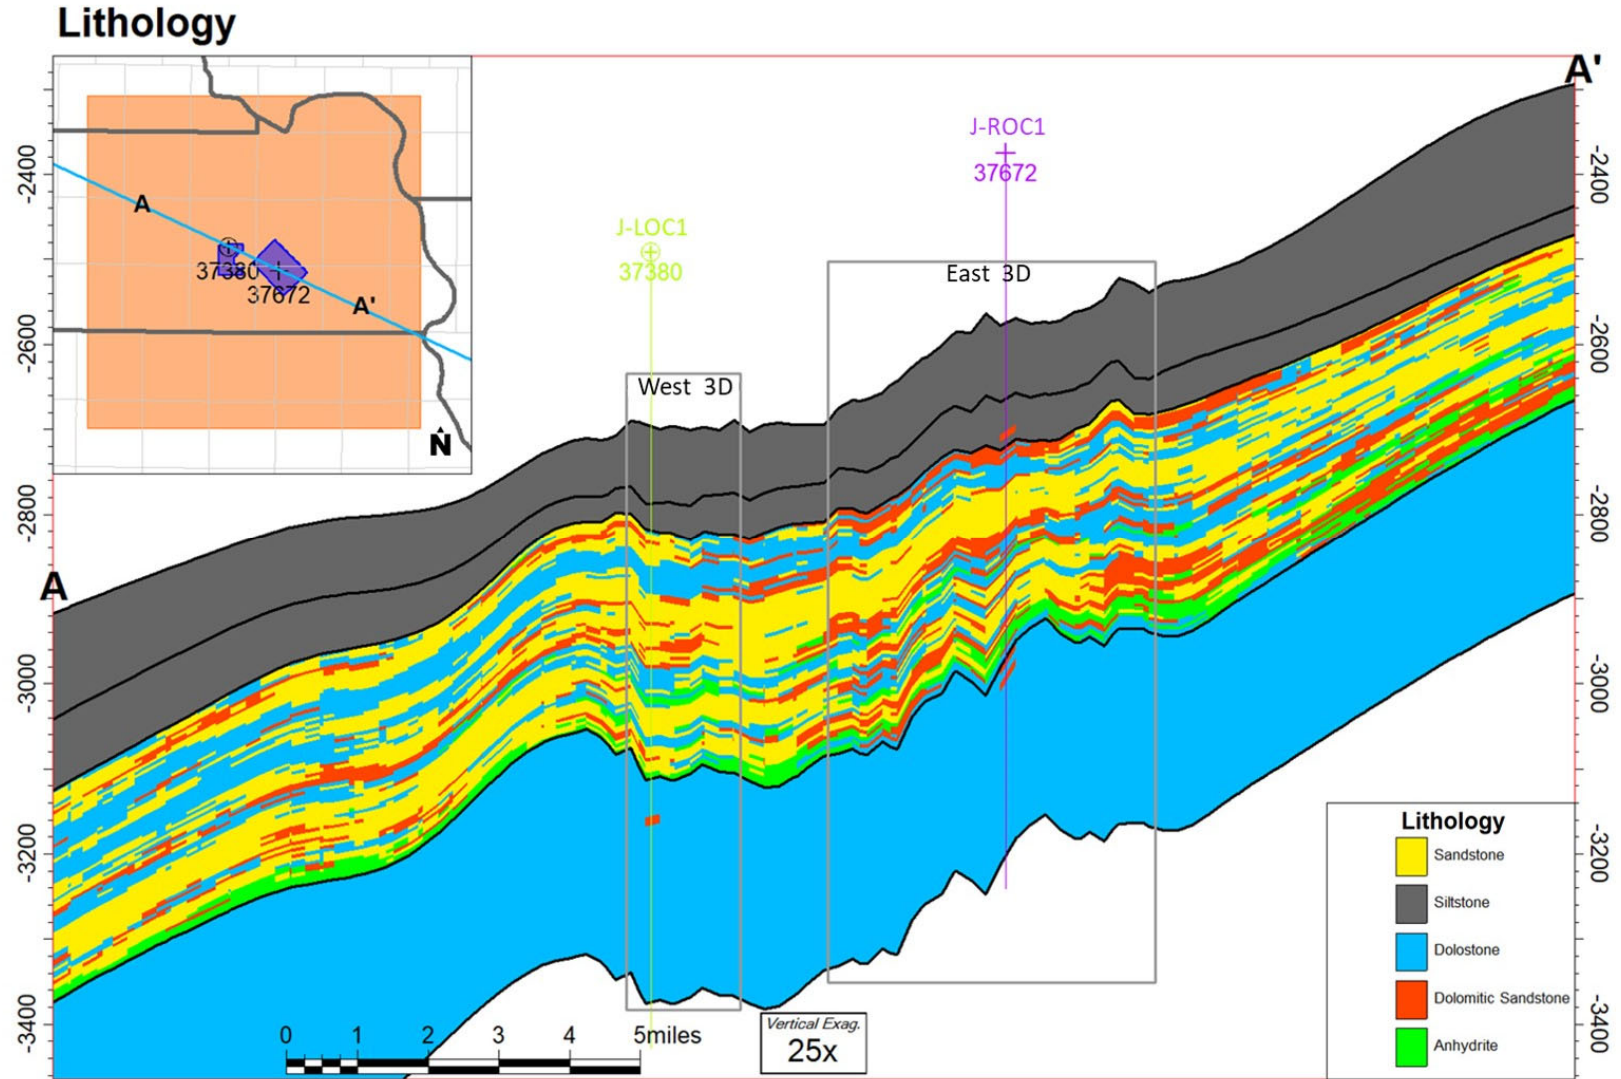 Lithology
A'
A
37380
37672
A'
N
J-LOC1
37380
J-ROC1
37672
West 3D
East 3D
A
-2400
-2600
-2800
-3000
-3200
-3400
-2400
-2600
-2800
-3000
-3200
-3400
0 1 2 3 4 5miles
Vertical Exag.
25x
Lithology
Sandstone
Siltstone
Dolostone
Dolomitic Sandstone
Anhydrite